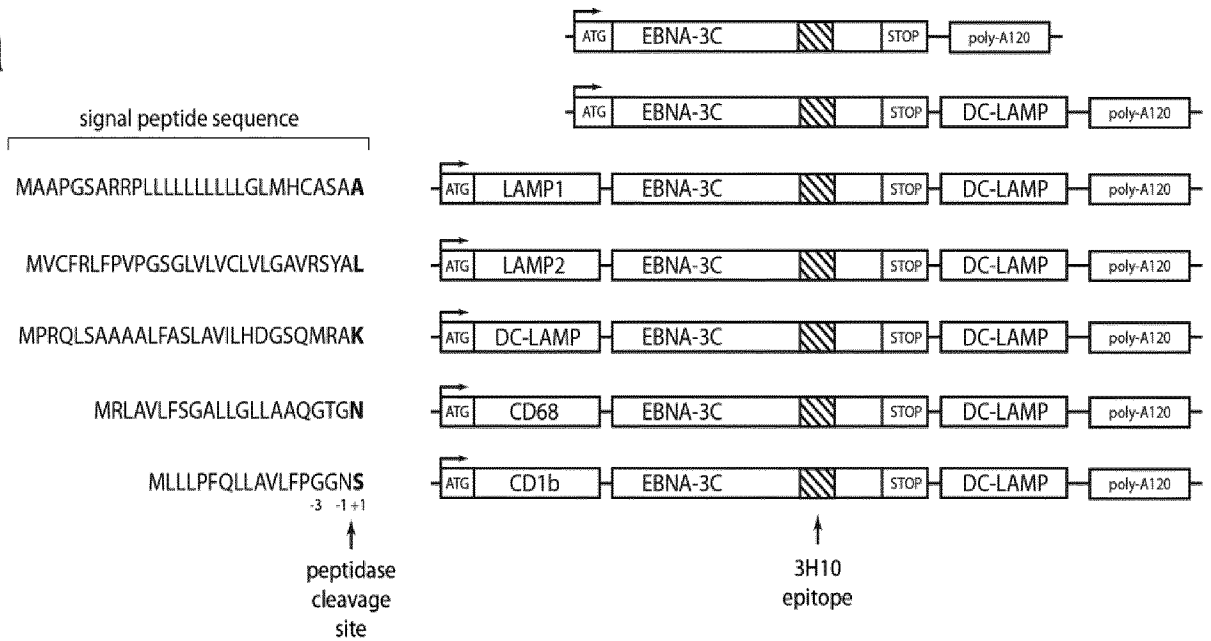 ATG EBNA-3C STOP poly-A120
ATG EBNA-3C STOP DC-LAMP poly-A120
signal peptide sequence
MAAPGSARRPLLLLLLLLLLGLMHCASAA ATG LAMP1 EBNA-3C STOP DC-LAMP poly-A120
MVCFRLFPVPGSGLVLVCLVLGAVRSYAL ATG LAMP2 EBNA-3C STOP DC-LAMP poly-A120
MPRQLSAAAALFASLAVILHDGSQMRAK ATG DC-LAMP EBNA-3C STOP DC-LAMP poly-A120
MRLAVLFSGALLGLLAAQGTGN ATG CD68 EBNA-3C STOP DC-LAMP poly-A120
MLLLPFQLLAVLFPGGNS ATG CD1b EBNA-3C STOP DC-LAMP poly-A120
-3 -1 +1
peptidase
cleavage
site
3H10
epitope